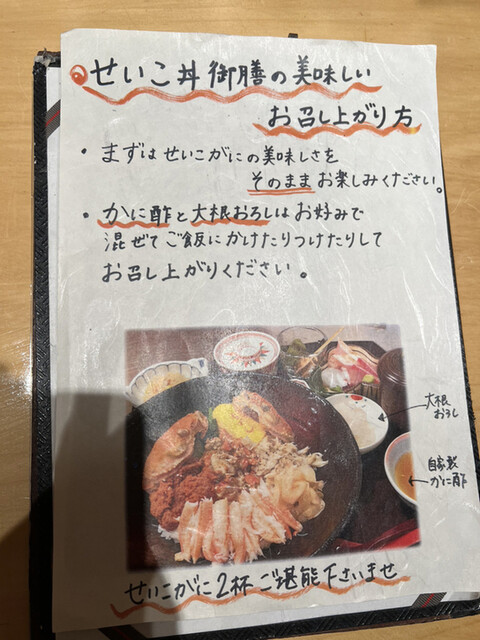 せいこ丼御膳の美味しい
お召し上がり方
・まずはせいこがにの美味しさを
そのままお楽しみください。
・かに酢と大根おろしはお好みで
混ぜてご飯にかけたりつけたりして
お召し上がりください。
大根
おろし
自家製
かに酢
せいこがに2杯ご堪能下さいませ